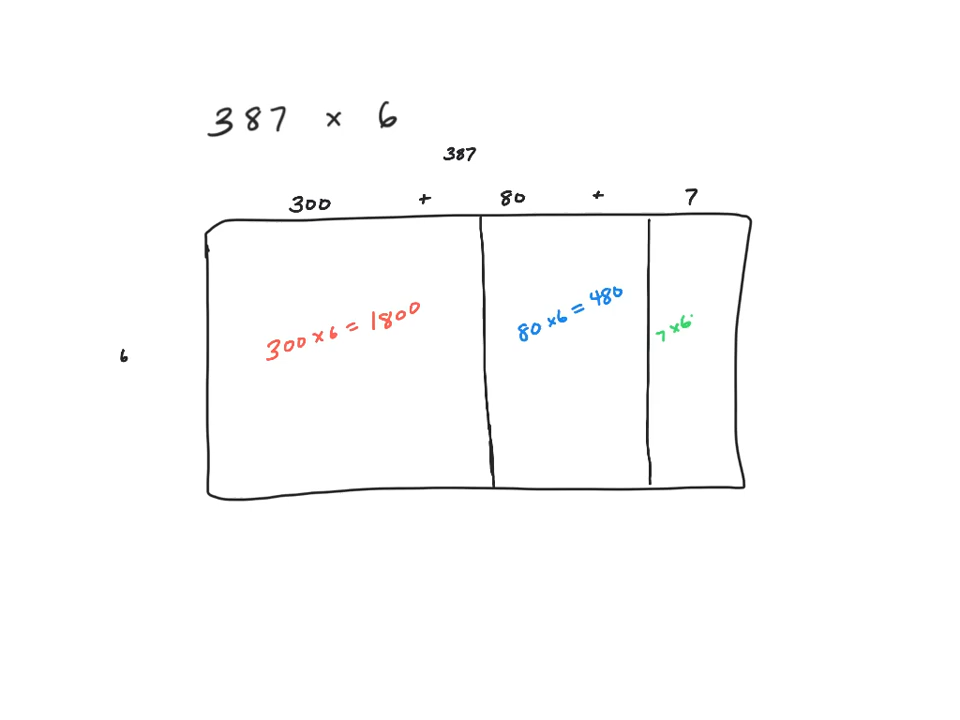 387 × 6
387
300 + 80 + 7
300 × 6 = 1800
80 × 6 = 480
7 × 6
6